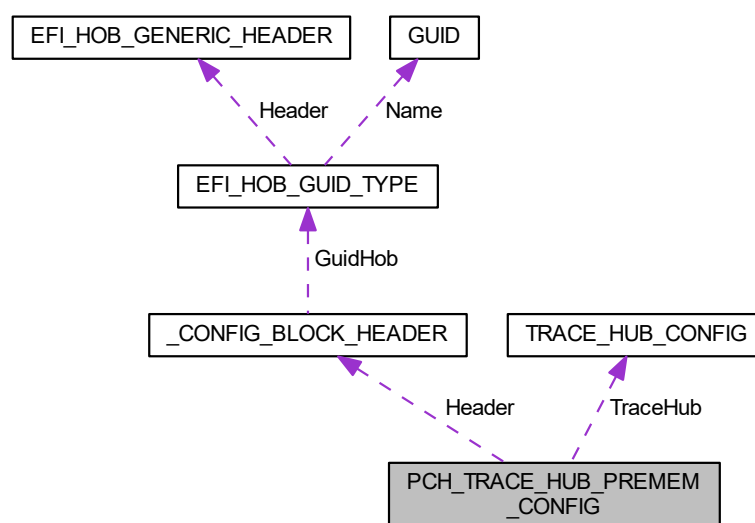 EFI_HOB_GENERIC_HEADER
GUID
Header
Name
EFI_HOB_GUID_TYPE
GuidHob
_CONFIG_BLOCK_HEADER
TRACE_HUB_CONFIG
Header
TraceHub
PCH_TRACE_HUB_PREMEM
_CONFIG